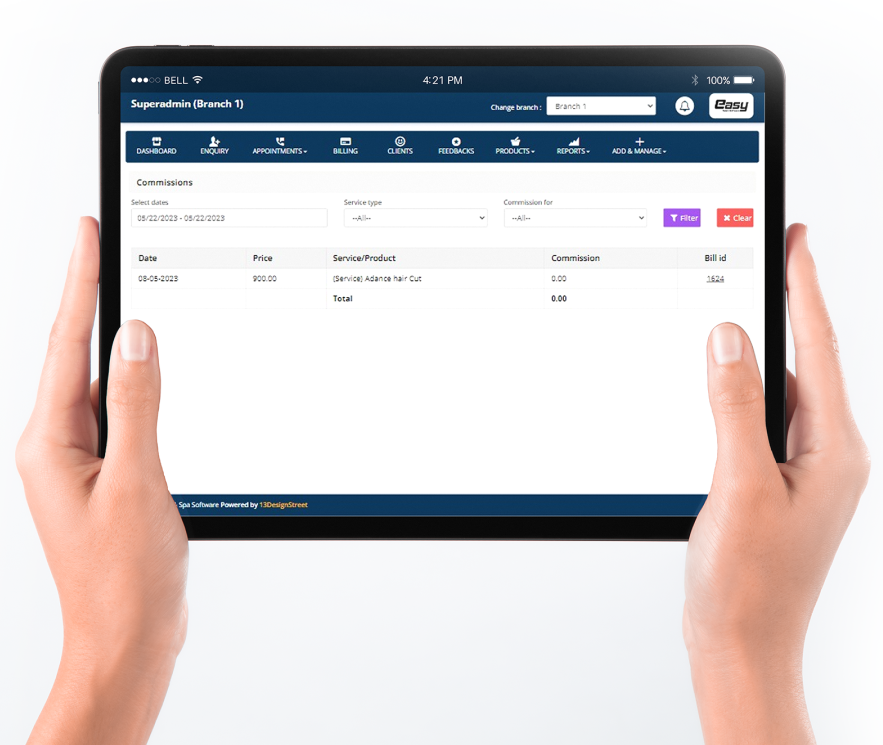 BELL 4:21 PM 100%
Superadmin (Branch 1) Change branch : Branch 1 Easy
DASHBOARD ENQUIRY APPOINTMENTS BILLING CLIENTS FEEDBACKS PRODUCTS REPORTS ADD & MANAGE
Commissions
Select dates Service type Commission for
05/22/2023 - 05/22/2023 --All-- --All-- Filter Clear
Date Price Service/Product Commission Bill id
08-05-2023 900.00 (Service) Adance hair Cut 0.00 1624
Total 0.00
Spa Software Powered by 13DesignStreet